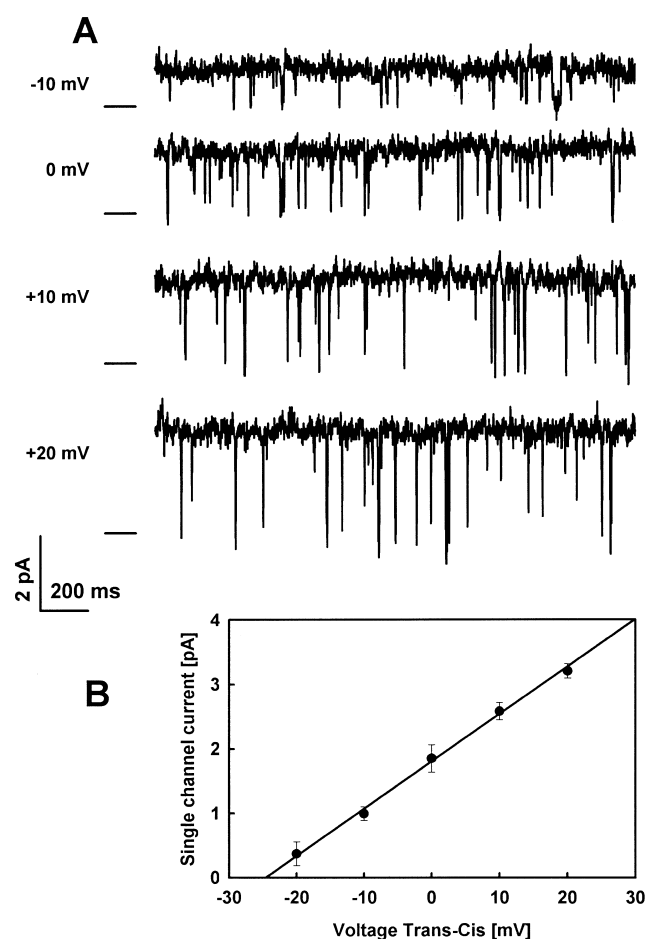 A
-10 mV
0 mV
+10 mV
+20 mV
2 pA
200 ms
B
Single channel current [pA]
4
3
2
1
0
-30 -20 -10 0 10 20 30
Voltage Trans-Cis [mV]